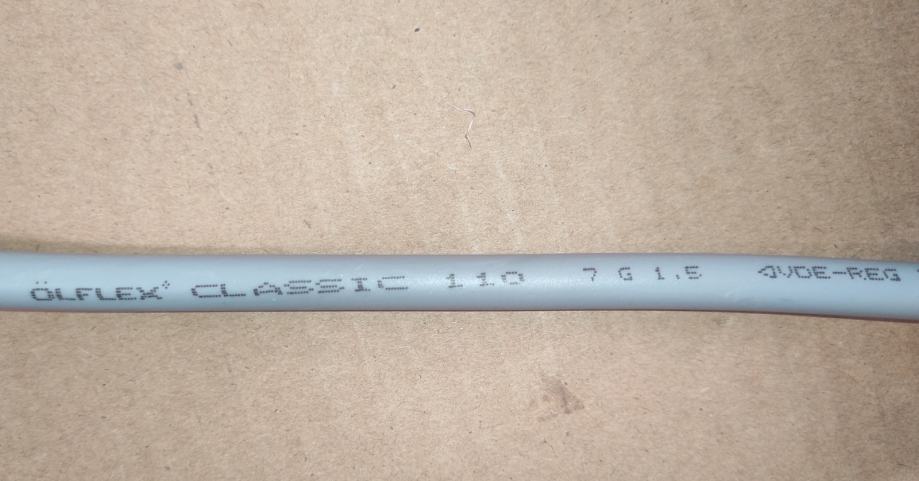 ÖLFLEX® CLASSIC 110 7 G 1.5 ◁VDE-REG